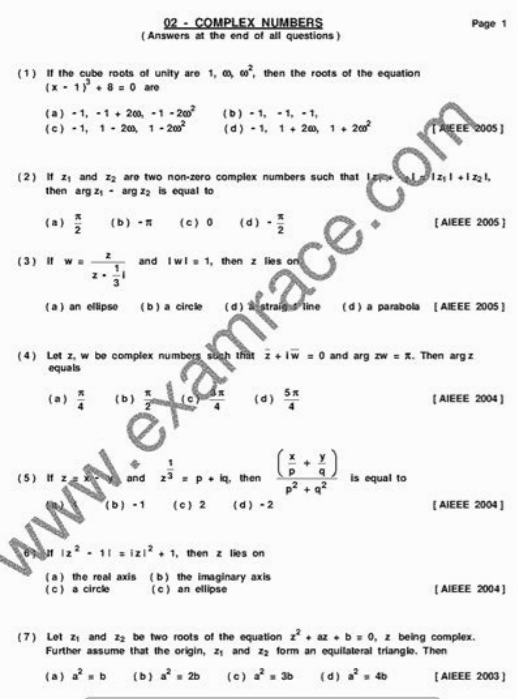 02 - COMPLEX NUMBERS
Page 1
( Answers at the end of all questions )
( 1 ) If the cube roots of unity are 1, ω, ω², then the roots of the equation
( x - 1 )³ + 8 = 0 are
( a ) - 1, - 1 + 2ω, - 1 - 2ω² ( b ) - 1, - 1, - 1,
( c ) - 1, 1 - 2ω, 1 - 2ω² ( d ) - 1, 1 + 2ω, 1 + 2ω² [ AIEEE 2005 ]
( 2 ) If z₁ and z₂ are two non-zero complex numbers such that | z₁ + | = | z₁ | + | z₂ |,
then arg z₁ - arg z₂ is equal to
( a ) π/2 ( b ) - π ( c ) 0 ( d ) - π/2 [ AIEEE 2005 ]
( 3 ) If w = z/(z - 1/3 i) and | w | = 1, then z lies on
( a ) an ellipse ( b ) a circle ( d ) a straight line ( d ) a parabola [ AIEEE 2005 ]
( 4 ) Let z, w be complex numbers such that z̄ + i w̄ = 0 and arg zw = π. Then arg z
equals
( a ) π/4 ( b ) π/2 ( c ) 3π/4 ( d ) 5π/4 [ AIEEE 2004 ]
( 5 ) If z = x - y and z^(1/3) = p + iq, then (x/p + y/q)/(p² + q²) is equal to
( b ) - 1 ( c ) 2 ( d ) - 2 [ AIEEE 2004 ]
6 ) If | z² - 1 | = | z |² + 1, then z lies on
( a ) the real axis ( b ) the imaginary axis
( c ) a circle ( c ) an ellipse [ AIEEE 2004 ]
( 7 ) Let z₁ and z₂ be two roots of the equation z² + az + b = 0, z being complex.
Further assume that the origin, z₁ and z₂ form an equilateral triangle. Then
( a ) a² = b ( b ) a² = 2b ( c ) a² = 3b ( d ) a² = 4b [ AIEEE 2003 ]
www.examrace.com